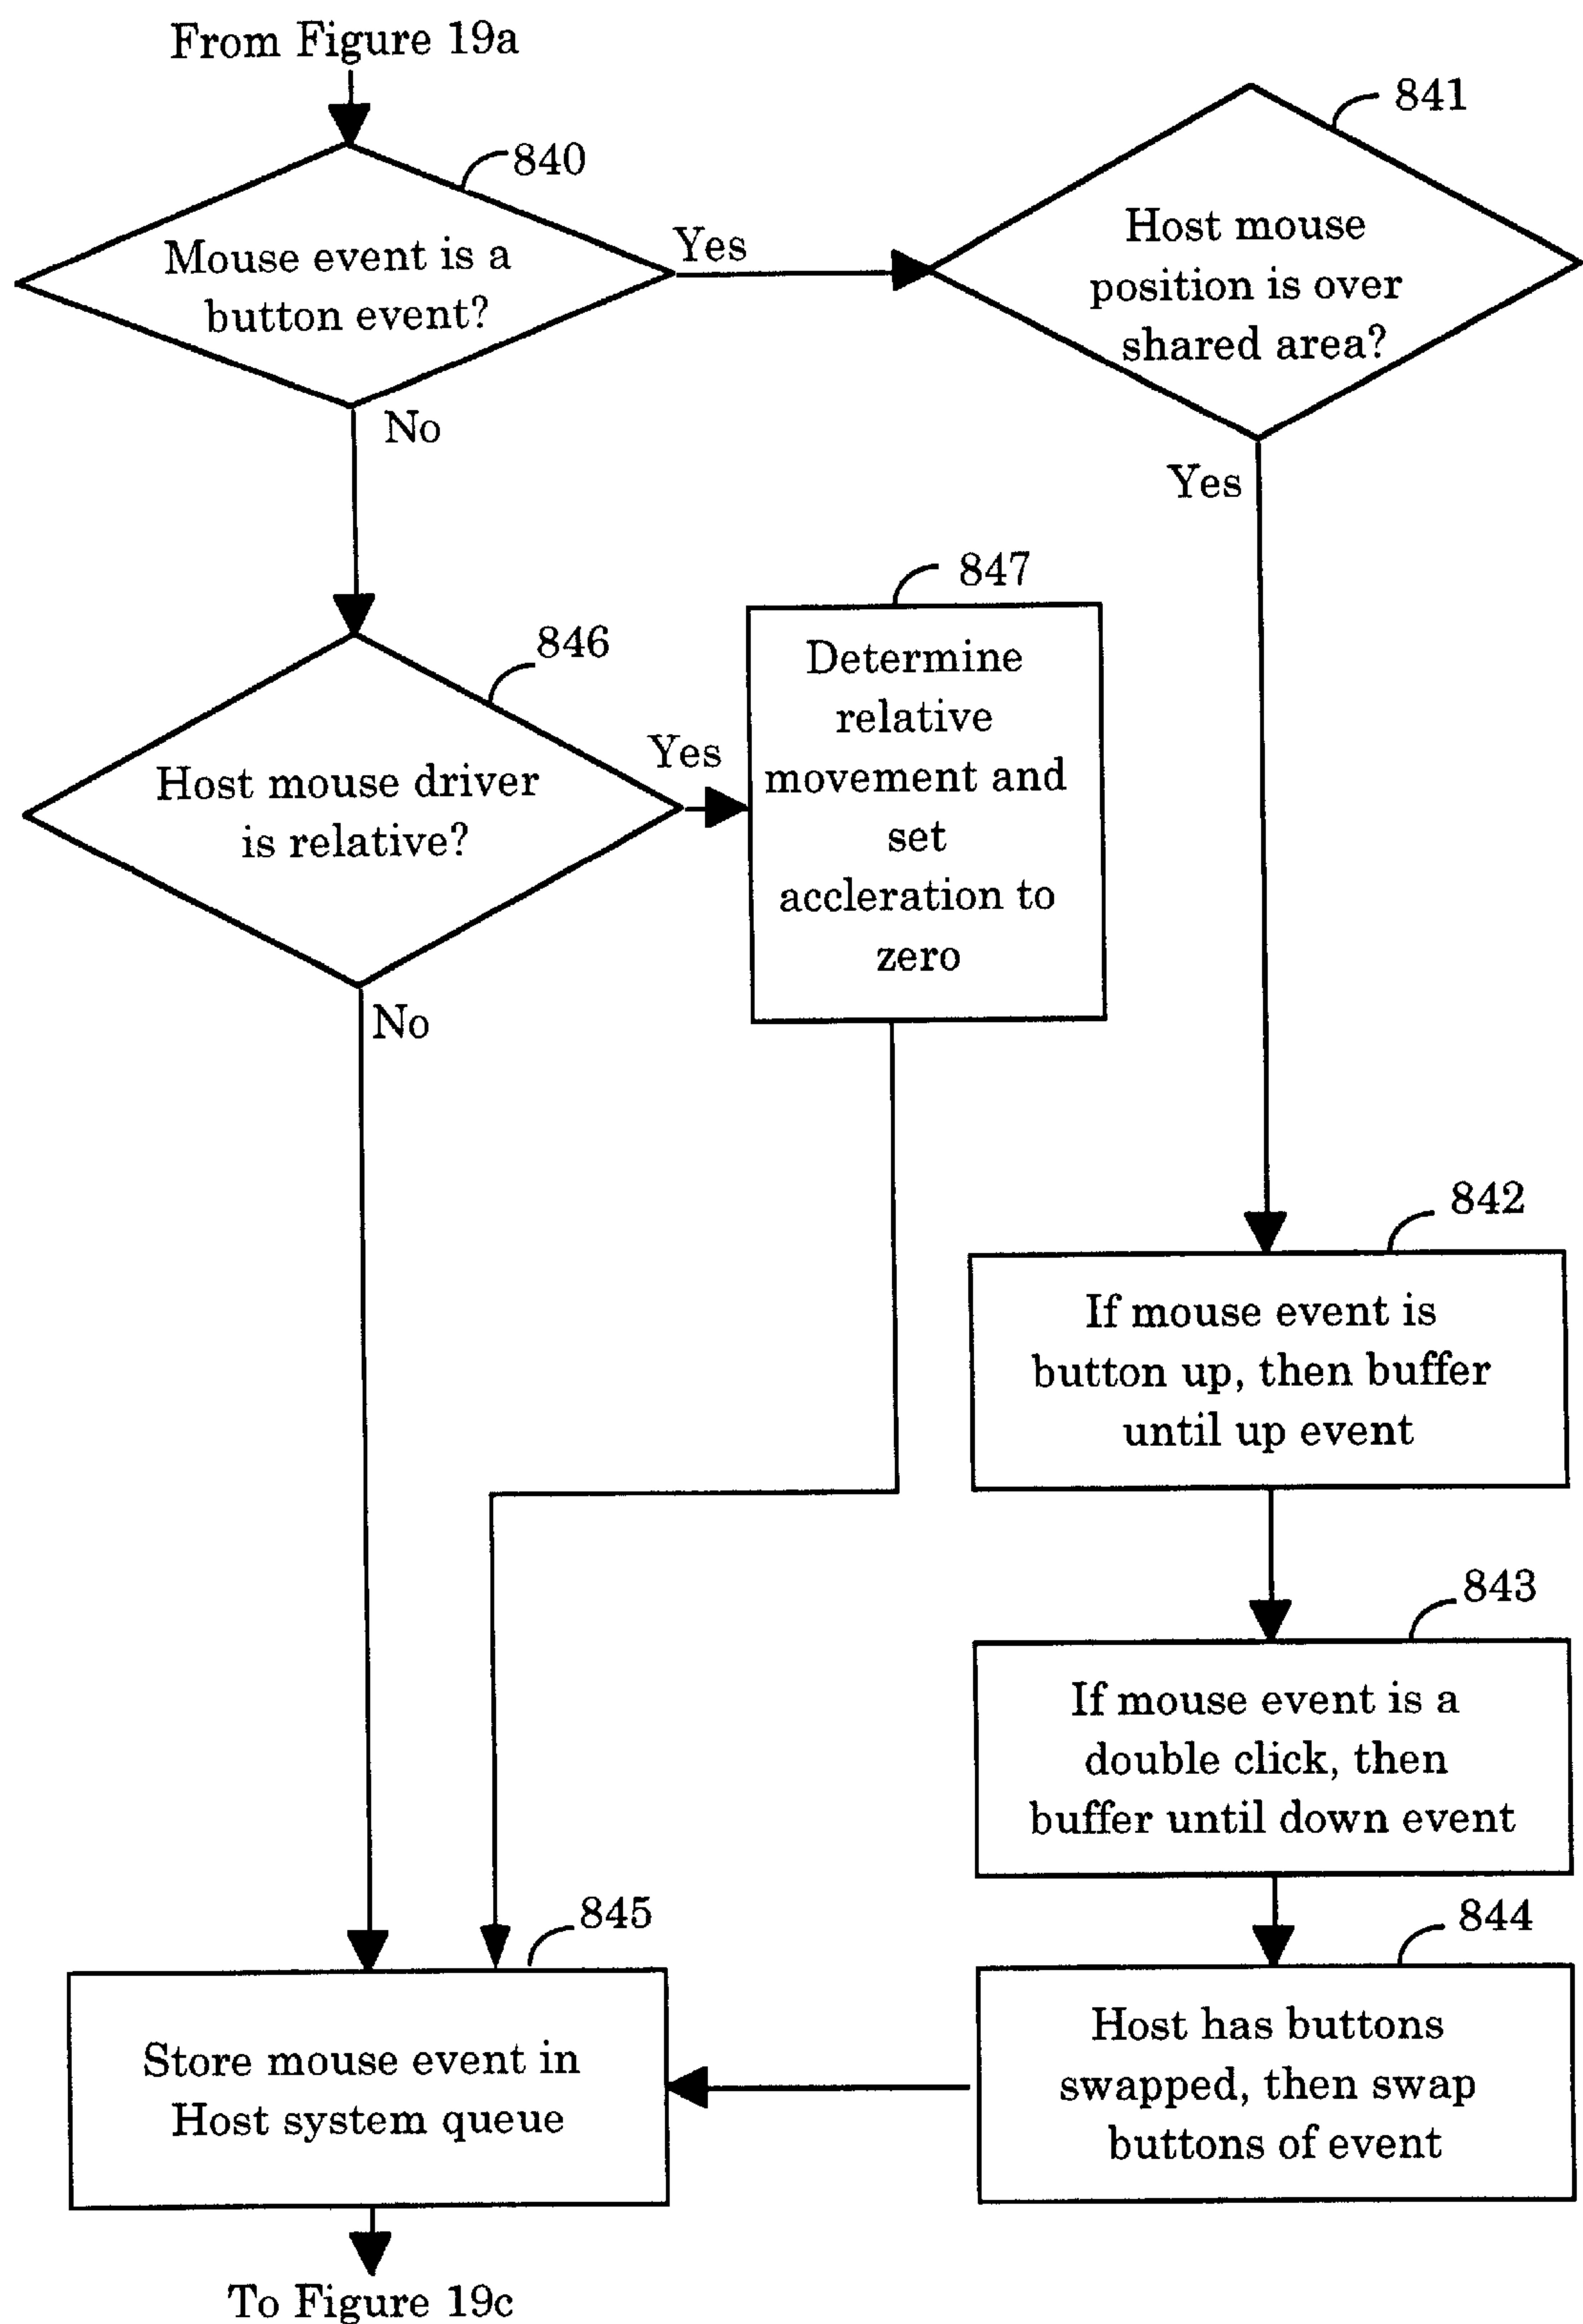 From Figure 19a
840
Mouse event is a
button event?
Yes
No
841
Host mouse
position is over
shared area?
Yes
846
Host mouse driver
is relative?
Yes
No
847
Determine
relative
movement and
set
accleration to
zero
842
If mouse event is
button up, then buffer
until up event
843
If mouse event is a
double click, then
buffer until down event
844
Host has buttons
swapped, then swap
buttons of event
845
Store mouse event in
Host system queue
To Figure 19c